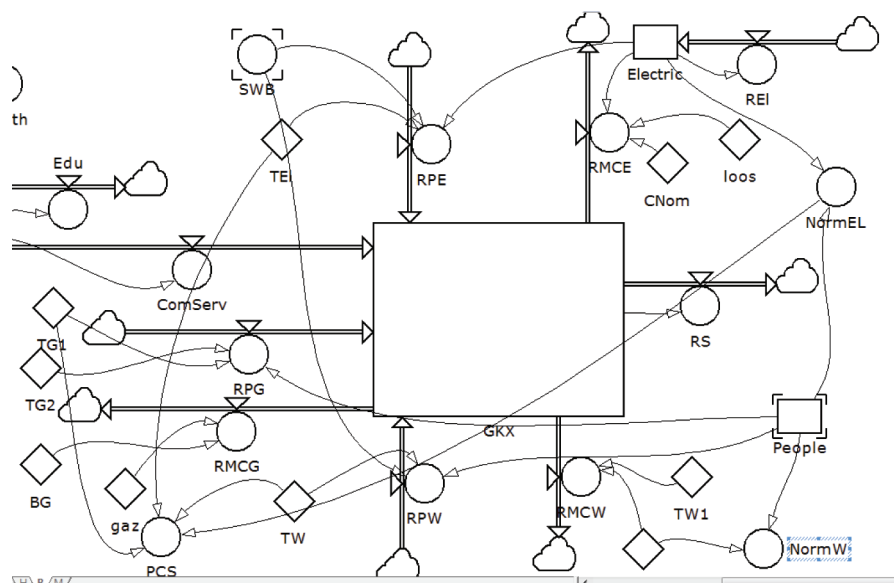 SWB
Electric
REl
th
Edu
TEl
RPE
RMCE
CNom
loos
NormEL
ComServ
RS
TG1
RPG
TG2
GKX
People
RMCG
BG
gaz
RPW
RMCW
TW1
TW
PCS
NormW